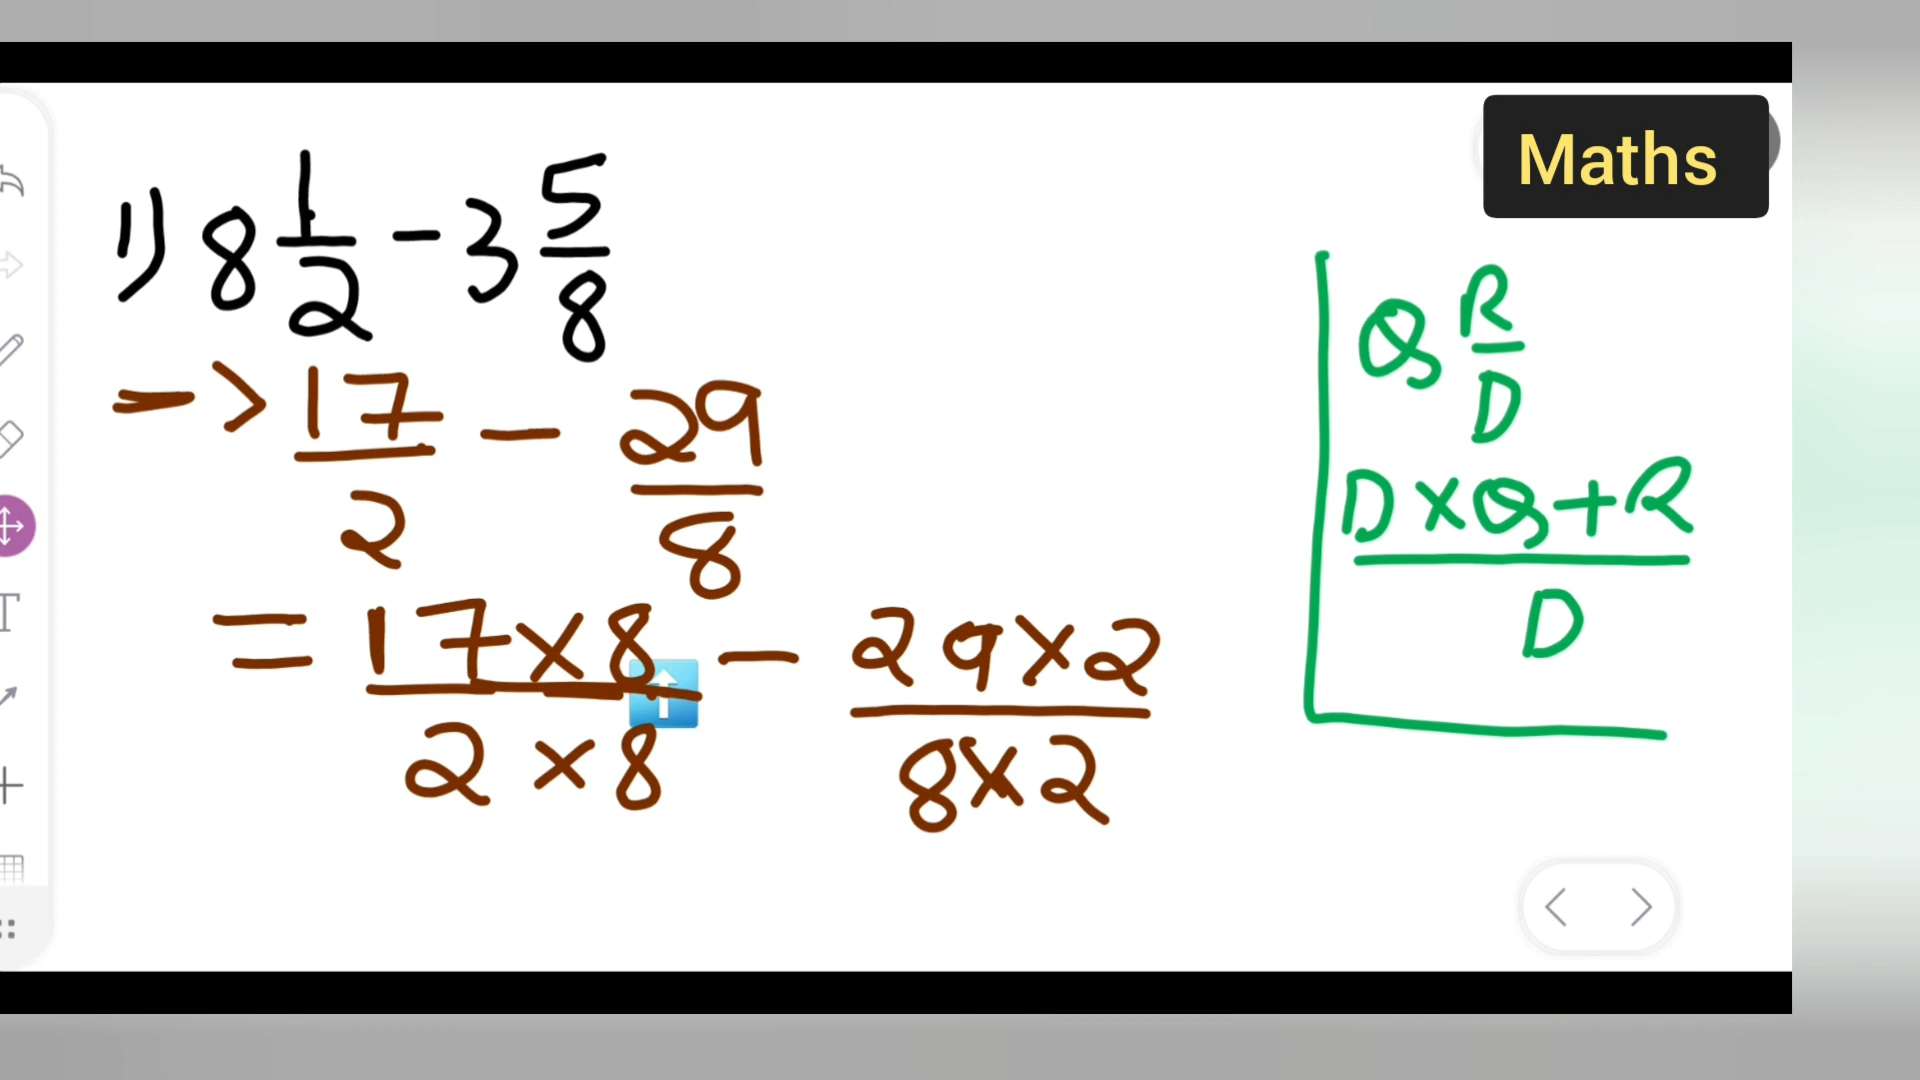 Maths
1) 8 1/2 - 3 5/8
-> 17/2 - 29/8
= 17×8/2×8 - 29×2/8×2
Q R/D
D×Q+R/D